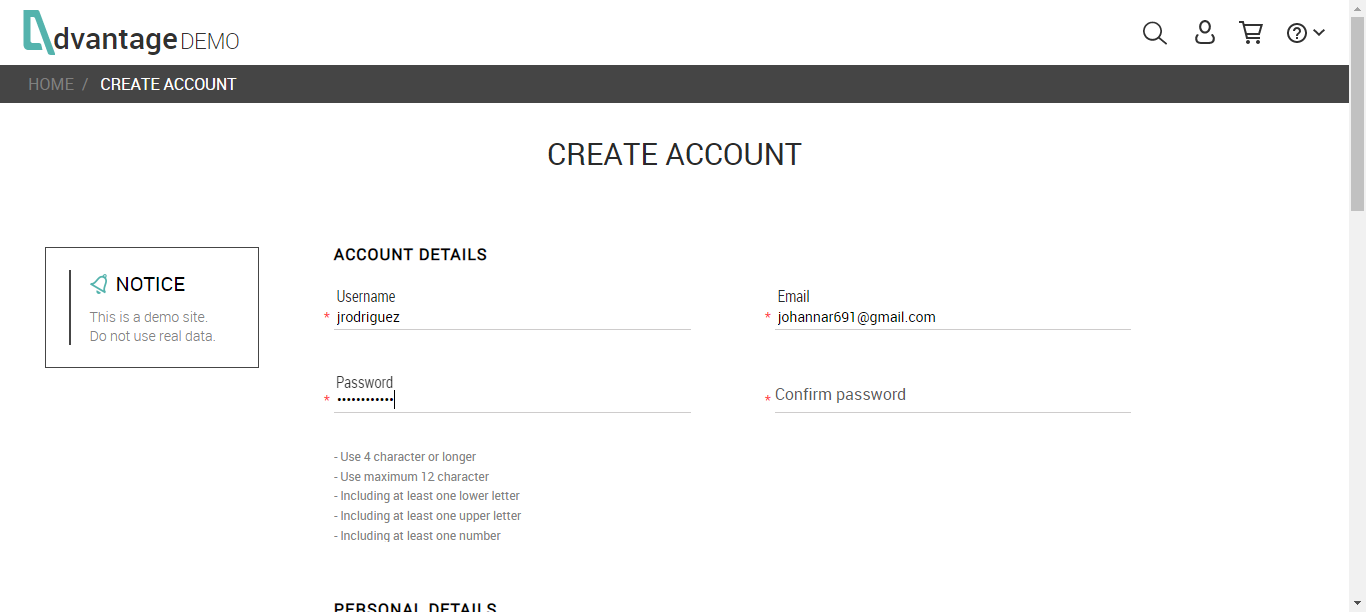 dvantage DEMO
HOME / CREATE ACCOUNT
CREATE ACCOUNT
NOTICE
This is a demo site.
Do not use real data.
ACCOUNT DETAILS
Username
* jrodriguez
Email
* johannar691@gmail.com
Password
* ••••••••••••
* Confirm password
- Use 4 character or longer
- Use maximum 12 character
- Including at least one lower letter
- Including at least one upper letter
- Including at least one number
PERSONAL DETAILS